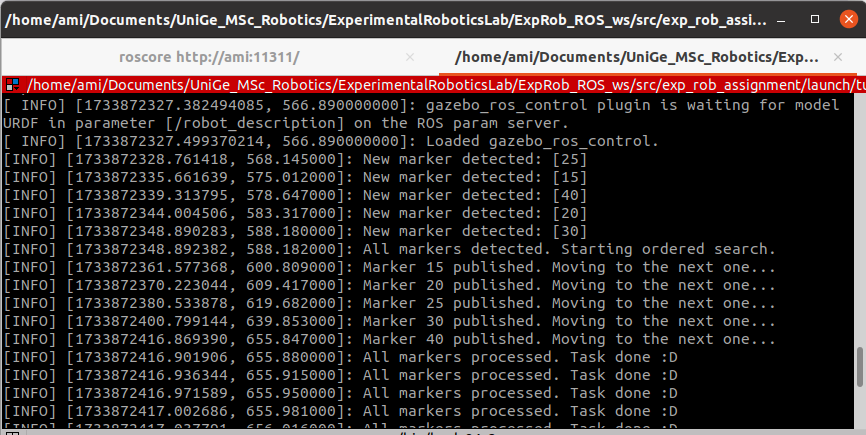 /home/ami/Documents/UniGe_MSc_Robotics/ExperimentalRoboticsLab/ExpRob_ROS_ws/src/exp_rob_assi...
roscore http://ami:11311/
/home/ami/Documents/UniGe_MSc_Robotics/Exp...
/home/ami/Documents/UniGe_MSc_Robotics/ExperimentalRoboticsLab/ExpRob_ROS_ws/src/exp_rob_assignment/launch/tu
[ INFO] [1733872327.382494085, 566.890000000]: gazebo_ros_control plugin is waiting for model
URDF in parameter [/robot_description] on the ROS param server.
[ INFO] [1733872327.499370214, 566.890000000]: Loaded gazebo_ros_control.
[INFO] [1733872328.761418, 568.145000]: New marker detected: [25]
[INFO] [1733872335.661639, 575.012000]: New marker detected: [15]
[INFO] [1733872339.313795, 578.647000]: New marker detected: [40]
[INFO] [1733872344.004506, 583.317000]: New marker detected: [20]
[INFO] [1733872348.890283, 588.180000]: New marker detected: [30]
[INFO] [1733872348.892382, 588.182000]: All markers detected. Starting ordered search.
[INFO] [1733872361.577368, 600.809000]: Marker 15 published. Moving to the next one...
[INFO] [1733872370.223044, 609.417000]: Marker 20 published. Moving to the next one...
[INFO] [1733872380.533878, 619.682000]: Marker 25 published. Moving to the next one...
[INFO] [1733872400.799144, 639.853000]: Marker 30 published. Moving to the next one...
[INFO] [1733872416.869390, 655.847000]: Marker 40 published. Moving to the next one...
[INFO] [1733872416.901906, 655.880000]: All markers processed. Task done :D
[INFO] [1733872416.936344, 655.915000]: All markers processed. Task done :D
[INFO] [1733872416.971589, 655.950000]: All markers processed. Task done :D
[INFO] [1733872417.002686, 655.981000]: All markers processed. Task done :D
[INFO] [1733872417.037791, 656.016000]: All markers processed. Task done :D